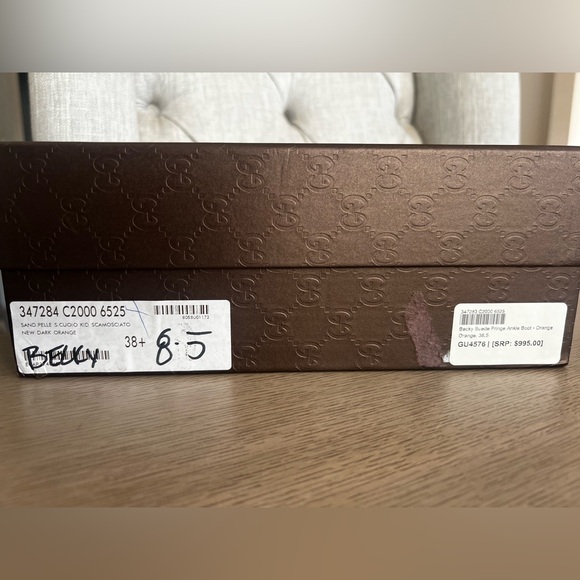 347284 C2000 6525
SAND.PELLE S.CUOIO KID SCAMOSCIATO
NEW DARK ORANGE
38+
8.5
BECKY
347283 C2000 6525
Becky Suede Fringe Ankle Boot - Orange
Orange, 38.5
GU4576 | [SRP: $995.00]